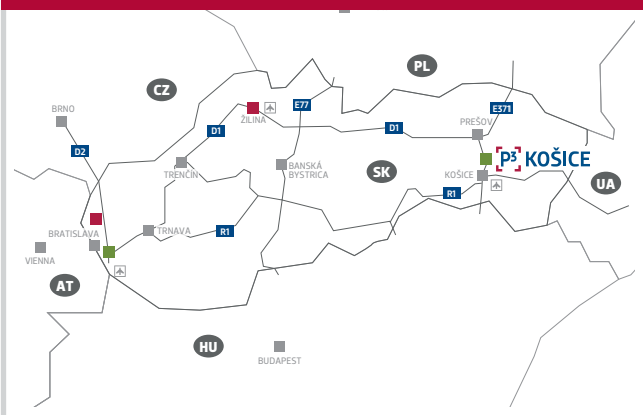 PL
CZ
BRNO
E77
E371
ŽILINA
PREŠOV
D1
D1
D2
[P³] KOŠICE
BANSKÁ
BYSTRICA
TRENČÍN
SK
KOŠICE
UA
R1
TRNAVA
R1
BRATISLAVA
VIENNA
AT
HU
BUDAPEST